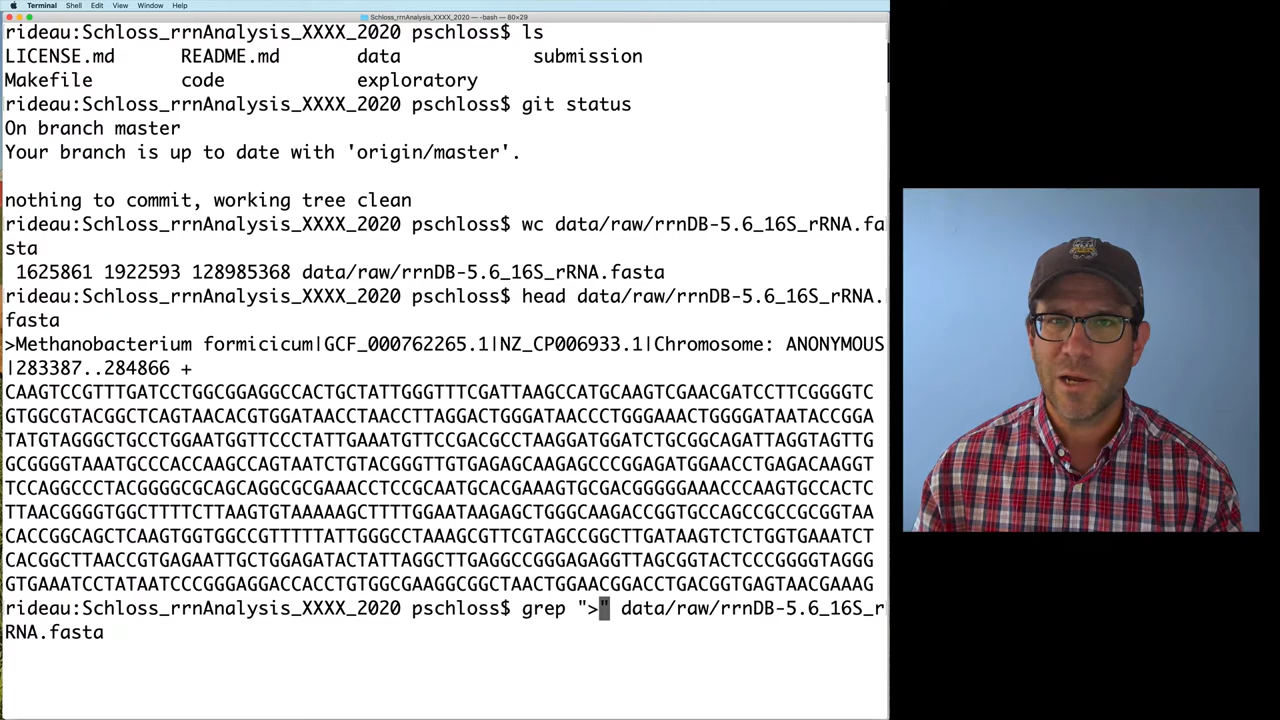 Terminal Shell Edit View Window Help
Schloss_rrnAnalysis_XXXX_2020 — -bash — 80×29
rideau:Schloss_rrnAnalysis_XXXX_2020 pschloss$ ls
LICENSE.md README.md data submission
Makefile code exploratory
rideau:Schloss_rrnAnalysis_XXXX_2020 pschloss$ git status
On branch master
Your branch is up to date with 'origin/master'.
nothing to commit, working tree clean
rideau:Schloss_rrnAnalysis_XXXX_2020 pschloss$ wc data/raw/rrnDB-5.6_16S_rRNA.fa
sta
1625861 1922593 128985368 data/raw/rrnDB-5.6_16S_rRNA.fasta
rideau:Schloss_rrnAnalysis_XXXX_2020 pschloss$ head data/raw/rrnDB-5.6_16S_rRNA.
fasta
>Methanobacterium formicicum|GCF_000762265.1|NZ_CP006933.1|Chromosome: ANONYMOUS
|283387..284866 +
CAAGTCCGTTTGATCCTGGCGGAGGCCACTGCTATTGGGTTTCGATTAAGCCATGCAAGTCGAACGATCCTTCGGGGTC
GTGGCGTACGGCTCAGTAACACGTGGATAACCTAACCTTAGGACTGGGATAACCCTGGGAAACTGGGGATAATACCGGA
TATGTAGGGCTGCCTGGAATGGTTCCCTATTGAAATGTTCCGACGCCTAAGGATGGATCTGCGGCAGATTAGGTAGTTG
GCGGGGTAAATGCCCACCAAGCCAGTAATCTGTACGGGTTGTGAGAGCAAGAGCCCGGAGATGGAACCTGAGACAAGGT
TCCAGGCCCTACGGGGCGCAGCAGGCGCGAAACCTCCGCAATGCACGAAAGTGCGACGGGGGAAACCCAAGTGCCACTC
TTAACGGGGTGGCTTTTCTTAAGTGTAAAAAGCTTTTGGAATAAGAGCTGGGCAAGACCGGTGCCAGCCGCCGCGGTAA
CACCGGCAGCTCAAGTGGTGGCCGTTTTTATTGGGCCTAAAGCGTTCGTAGCCGGCTTGATAAGTCTCTGGTGAAATCT
CACGGCTTAACCGTGAGAATTGCTGGAGATACTATTAGGCTTGAGGCCGGGAGAGGTTAGCGGTACTCCCGGGGTAGGG
GTGAAATCCTATAATCCCGGGAGGACCACCTGTGGCGAAGGCGGCTAACTGGAACGGACCTGACGGTGAGTAACGAAAG
rideau:Schloss_rrnAnalysis_XXXX_2020 pschloss$ grep ">" data/raw/rrnDB-5.6_16S_r
RNA.fasta